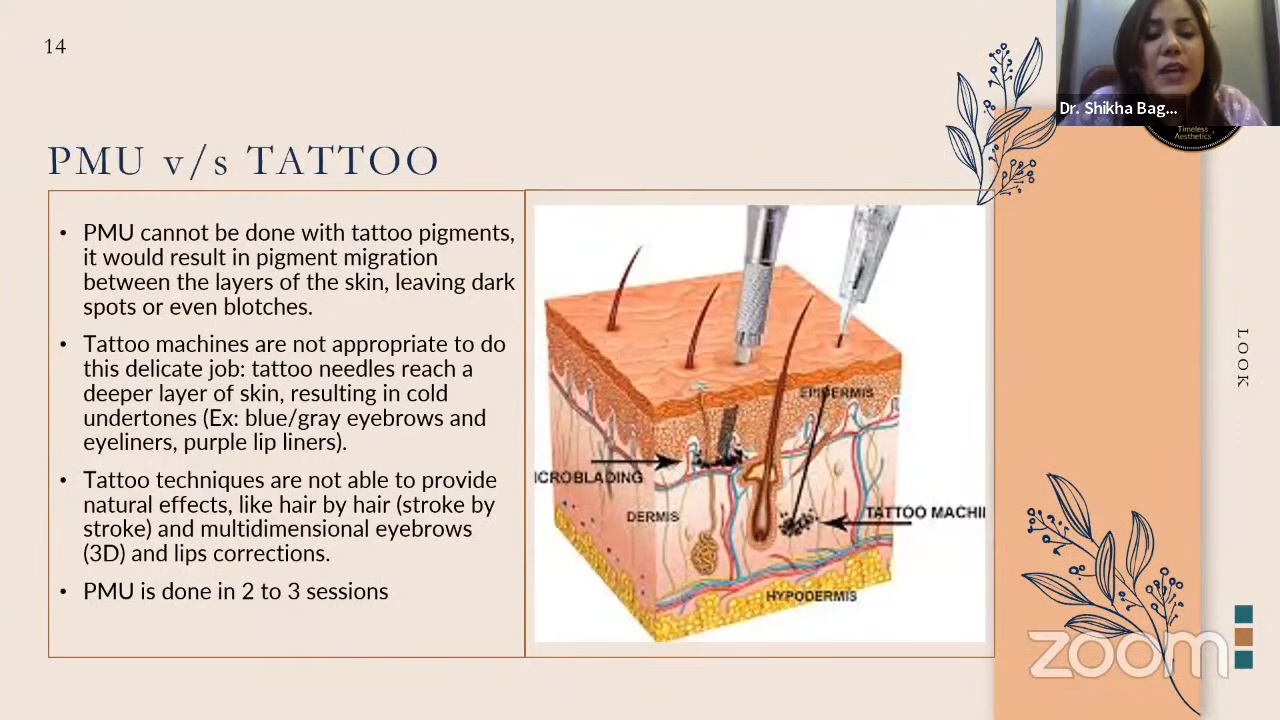 14
Dr. Shikha Bag...
Timeless
Aesthetics
PMU v/s TATTOO
• PMU cannot be done with tattoo pigments,
it would result in pigment migration
between the layers of the skin, leaving dark
spots or even blotches.
• Tattoo machines are not appropriate to do
this delicate job: tattoo needles reach a
deeper layer of skin, resulting in cold
undertones (Ex: blue/gray eyebrows and
eyeliners, purple lip liners).
• Tattoo techniques are not able to provide
natural effects, like hair by hair (stroke by
stroke) and multidimensional eyebrows
(3D) and lips corrections.
• PMU is done in 2 to 3 sessions
EPIDERMIS
ICROBLADING
DERMIS
TATTOO MACHI
HYPODERMIS
LOOK
zoom